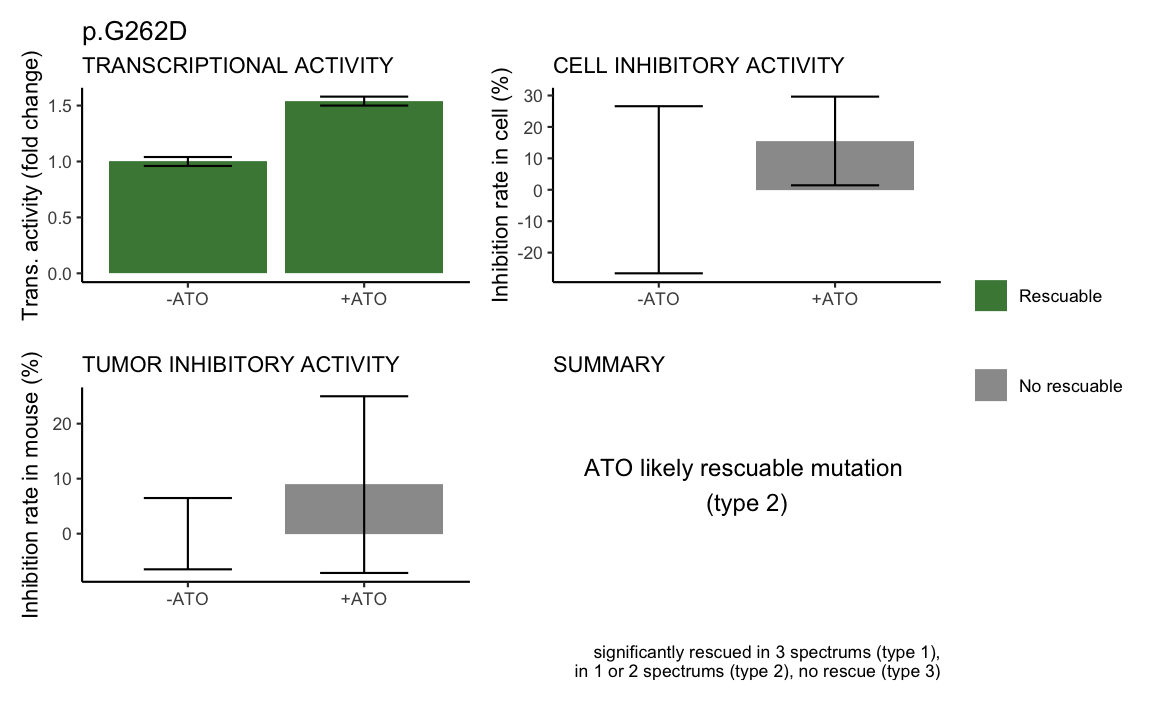 p.G262D
TRANSCRIPTIONAL ACTIVITY
Trans. activity (fold change)
1.5
1.0
0.5
0.0
-ATO
+ATO
CELL INHIBITORY ACTIVITY
Inhibition rate in cell (%)
30
20
10
0
-10
-20
-ATO
+ATO
Rescuable
No rescuable
TUMOR INHIBITORY ACTIVITY
Inhibition rate in mouse (%)
20
10
0
-ATO
+ATO
SUMMARY
ATO likely rescuable mutation
(type 2)
significantly rescued in 3 spectrums (type 1),
in 1 or 2 spectrums (type 2), no rescue (type 3)